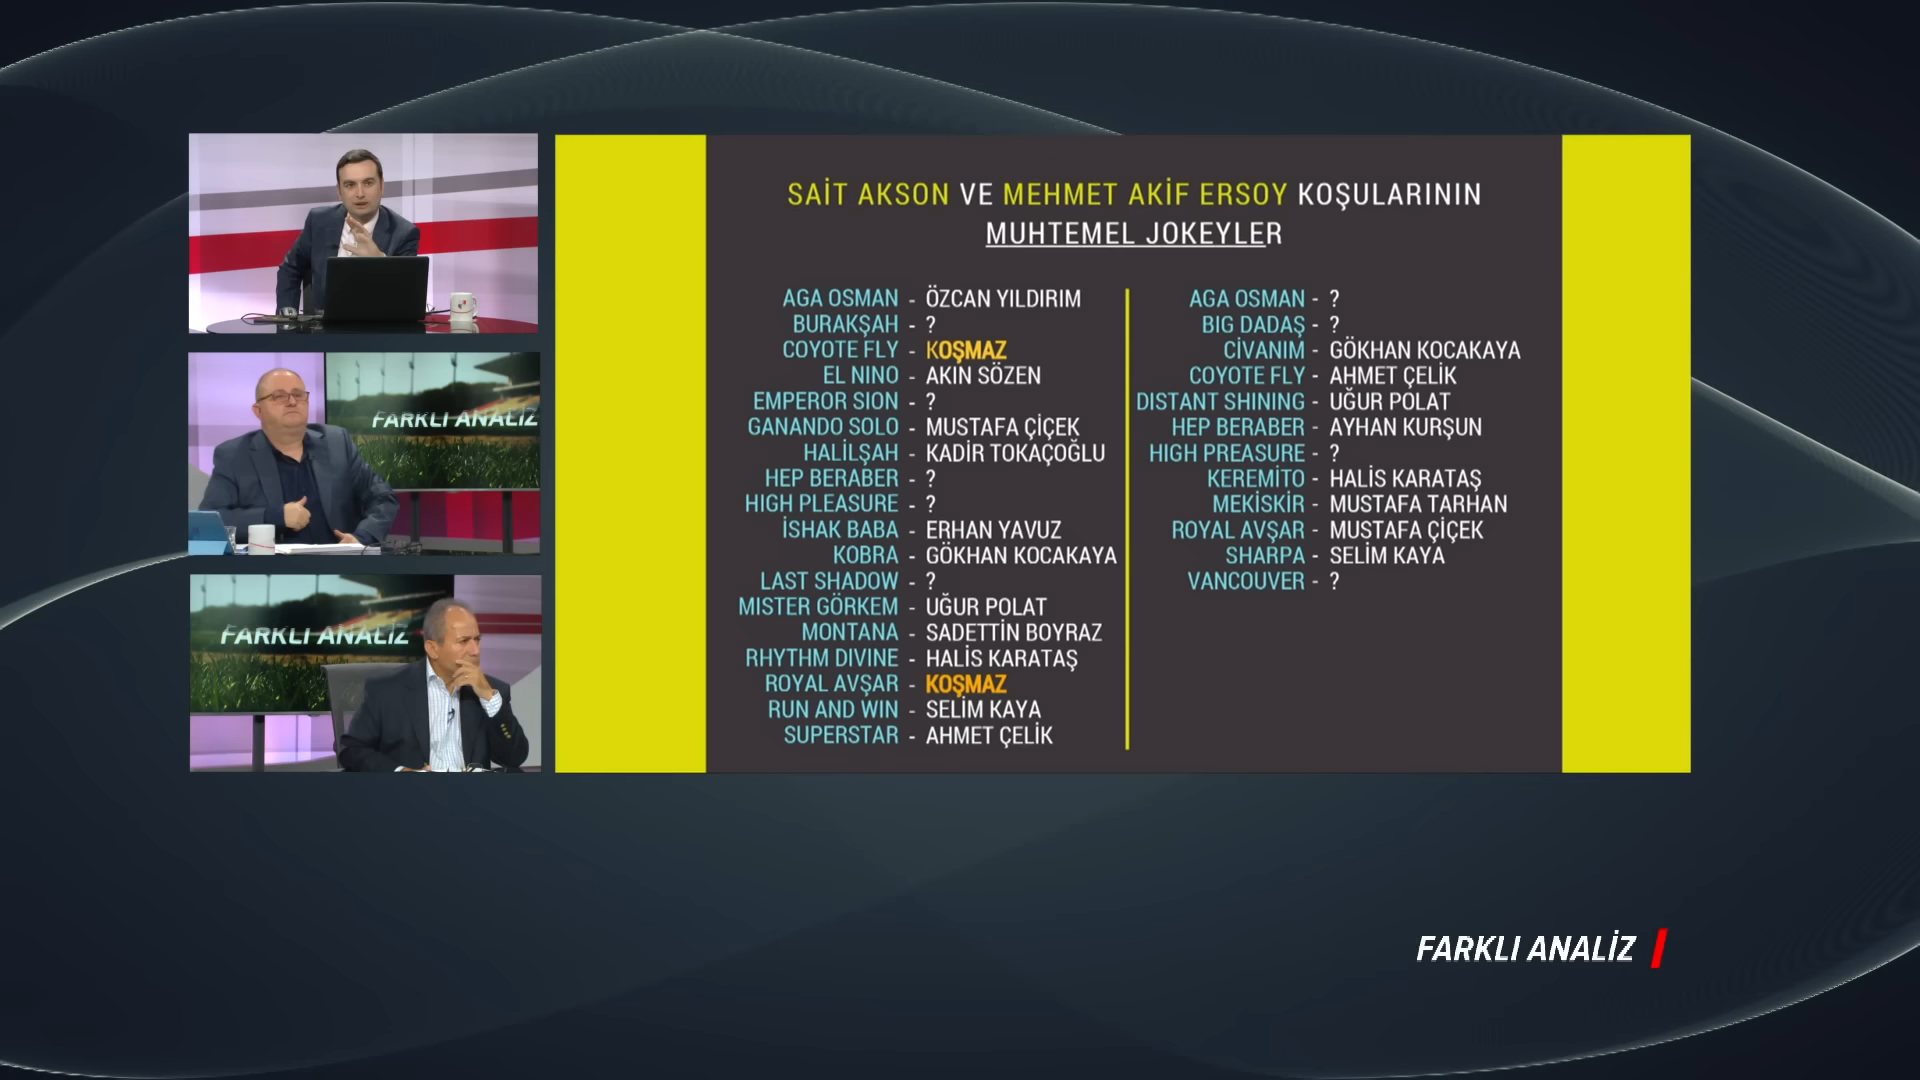 SAİT AKSON VE MEHMET AKİF ERSOY KOŞULARININ
MUHTEMEL JOKEYLER
AGA OSMAN - ÖZCAN YILDIRIM
BURAKŞAH - ?
COYOTE FLY - KOŞMAZ
EL NINO - AKIN SÖZEN
EMPEROR SION - ?
GANANDO SOLO - MUSTAFA ÇİÇEK
HALİLŞAH - KADİR TOKAÇOĞLU
HEP BERABER - ?
HIGH PLEASURE - ?
İSHAK BABA - ERHAN YAVUZ
KOBRA - GÖKHAN KOCAKAYA
LAST SHADOW - ?
MISTER GÖRKEM - UĞUR POLAT
MONTANA - SADETTİN BOYRAZ
RHYTHM DIVINE - HALİS KARATAŞ
ROYAL AVŞAR - KOŞMAZ
RUN AND WIN - SELİM KAYA
SUPERSTAR - AHMET ÇELİK
AGA OSMAN - ?
BIG DADAŞ - ?
CİVANIM - GÖKHAN KOCAKAYA
COYOTE FLY - AHMET ÇELİK
DISTANT SHINING - UĞUR POLAT
HEP BERABER - AYHAN KURŞUN
HIGH PREASURE - ?
KEREMİTO - HALİS KARATAŞ
MEKİSKİR - MUSTAFA TARHAN
ROYAL AVŞAR - MUSTAFA ÇİÇEK
SHARPA - SELİM KAYA
VANCOUVER - ?
FARKLI ANALİZ
FARKLI ANALİZ
FARKLI ANALİZ